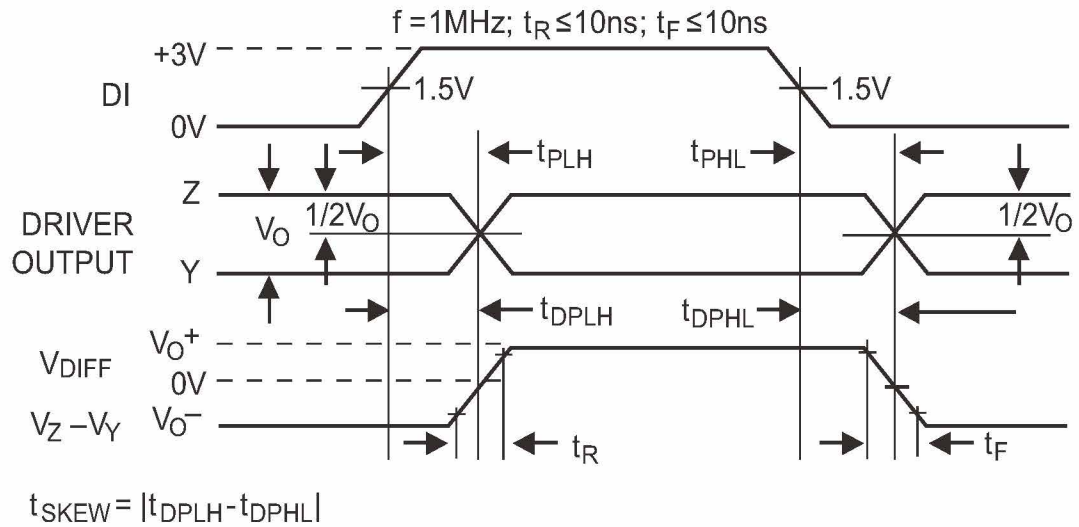 f = 1MHz; tR ≤ 10ns; tF ≤ 10ns
+3V
DI
1.5V
1.5V
0V
tPLH
tPHL
Z
DRIVER
OUTPUT
VO
1/2VO
1/2VO
Y
tDPLH
tDPHL
VO+
VDIFF
0V
VZ – VY
VO–
tR
tF
tSKEW = |tDPLH - tDPHL|